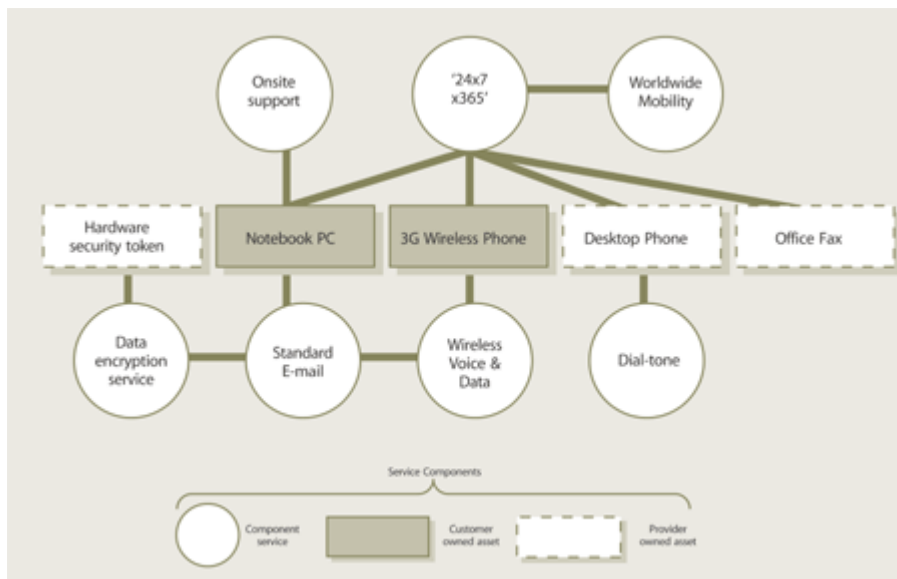 Onsite
support
'24x7
x365'
Worldwide
Mobility
Hardware
security token
Notebook PC
3G Wireless Phone
Desktop Phone
Office Fax
Data
encryption
service
Standard
E-mail
Wireless
Voice &
Data
Dial-tone
Service Components
Component
service
Customer
owned asset
Provider
owned asset